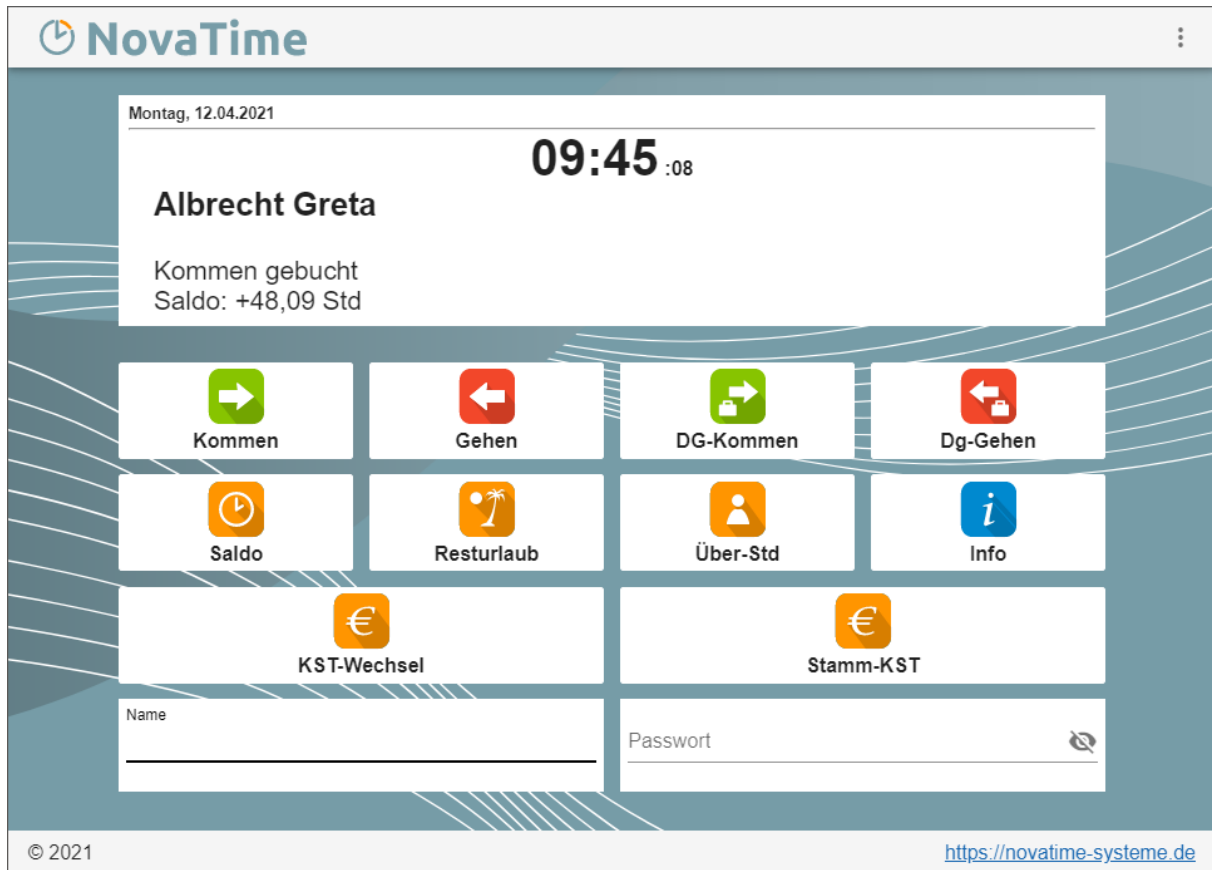 NovaTime
Montag, 12.04.2021
09:45 :08
Albrecht Greta
Kommen gebucht
Saldo: +48,09 Std
Kommen Gehen DG-Kommen Dg-Gehen
Saldo Resturlaub Über-Std Info
KST-Wechsel Stamm-KST
Name
Passwort
© 2021 https://novatime-systeme.de